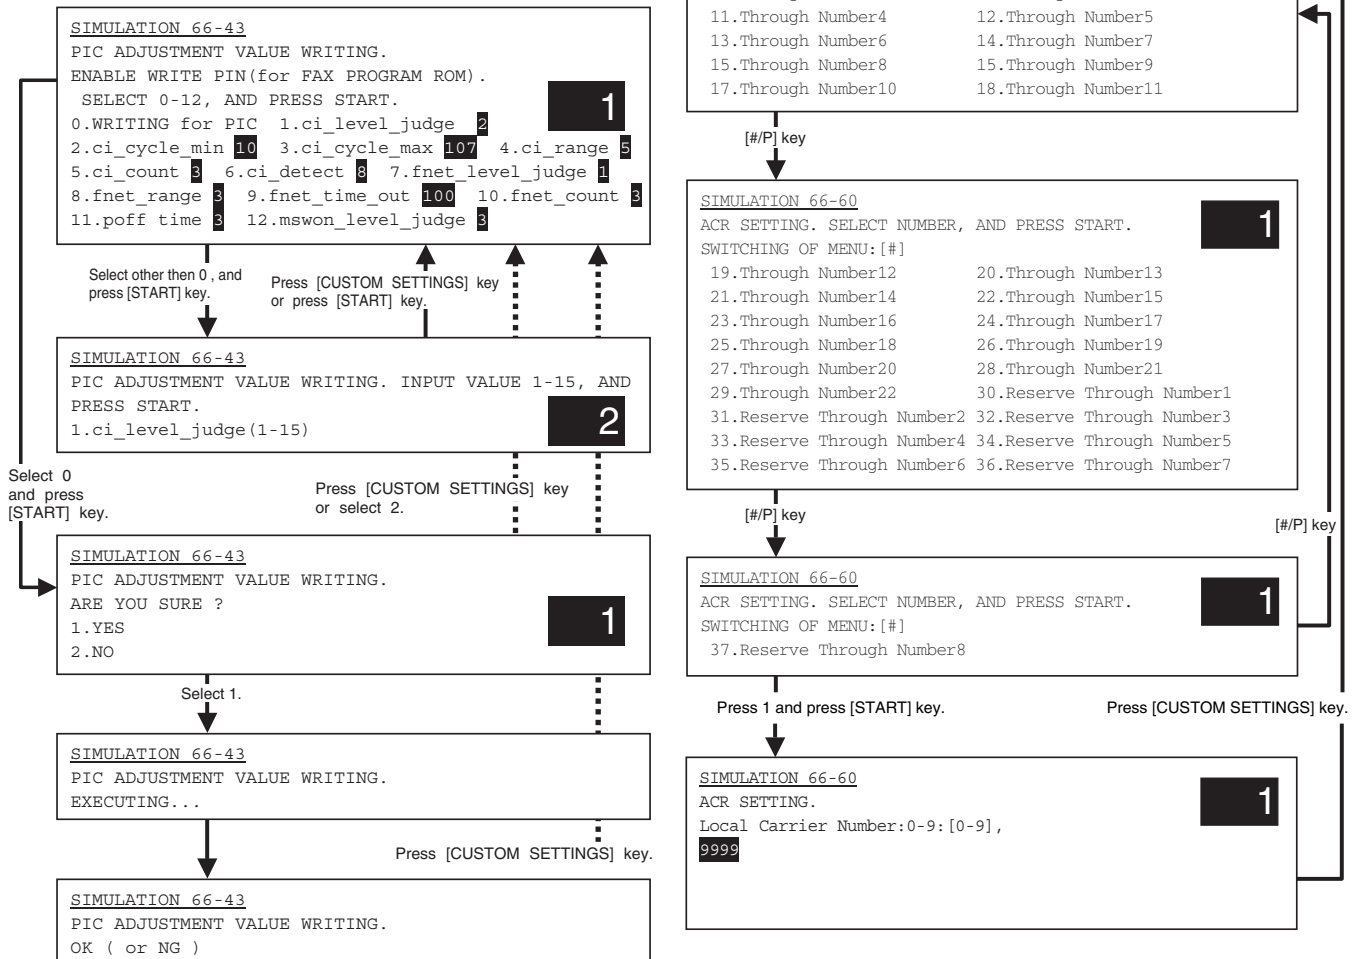 SIMULATION 66-43
PIC ADJUSTMENT VALUE WRITING.
ENABLE WRITE PIN(for FAX PROGRAM ROM).
SELECT 0-12, AND PRESS START.
1
0.WRITING for PIC 1.ci_level_judge 2
2.ci_cycle_min 10 3.ci_cycle_max 107 4.ci_range 5
5.ci_count 3 6.ci_detect 8 7.fnet_level_judge 1
8.fnet_range 3 9.fnet_time_out 100 10.fnet_count 3
11.poff time 3 12.mswon_level_judge 3
Select other then 0 , and
press [START] key.
Press [CUSTOM SETTINGS] key
or press [START] key.
SIMULATION 66-43
PIC ADJUSTMENT VALUE WRITING. INPUT VALUE 1-15, AND
PRESS START.
1.ci_level_judge(1-15)
2
Select 0
and press
[START] key.
Press [CUSTOM SETTINGS] key
or select 2.
SIMULATION 66-43
PIC ADJUSTMENT VALUE WRITING.
ARE YOU SURE ?
1.YES
2.NO
1
Select 1.
SIMULATION 66-43
PIC ADJUSTMENT VALUE WRITING.
EXECUTING...
Press [CUSTOM SETTINGS] key.
SIMULATION 66-43
PIC ADJUSTMENT VALUE WRITING.
OK ( or NG )
11.Through Number4 12.Through Number5
13.Through Number6 14.Through Number7
15.Through Number8 15.Through Number9
17.Through Number10 18.Through Number11
[#/P] key
SIMULATION 66-60
ACR SETTING. SELECT NUMBER, AND PRESS START.
SWITCHING OF MENU:[#]
1
19.Through Number12 20.Through Number13
21.Through Number14 22.Through Number15
23.Through Number16 24.Through Number17
25.Through Number18 26.Through Number19
27.Through Number20 28.Through Number21
29.Through Number22 30.Reserve Through Number1
31.Reserve Through Number2 32.Reserve Through Number3
33.Reserve Through Number4 34.Reserve Through Number5
35.Reserve Through Number6 36.Reserve Through Number7
[#/P] key
[#/P] key
SIMULATION 66-60
ACR SETTING. SELECT NUMBER, AND PRESS START.
SWITCHING OF MENU:[#]
37.Reserve Through Number8
1
Press 1 and press [START] key.
Press [CUSTOM SETTINGS] key.
SIMULATION 66-60
ACR SETTING.
Local Carrier Number:0-9:[0-9],
9999
1